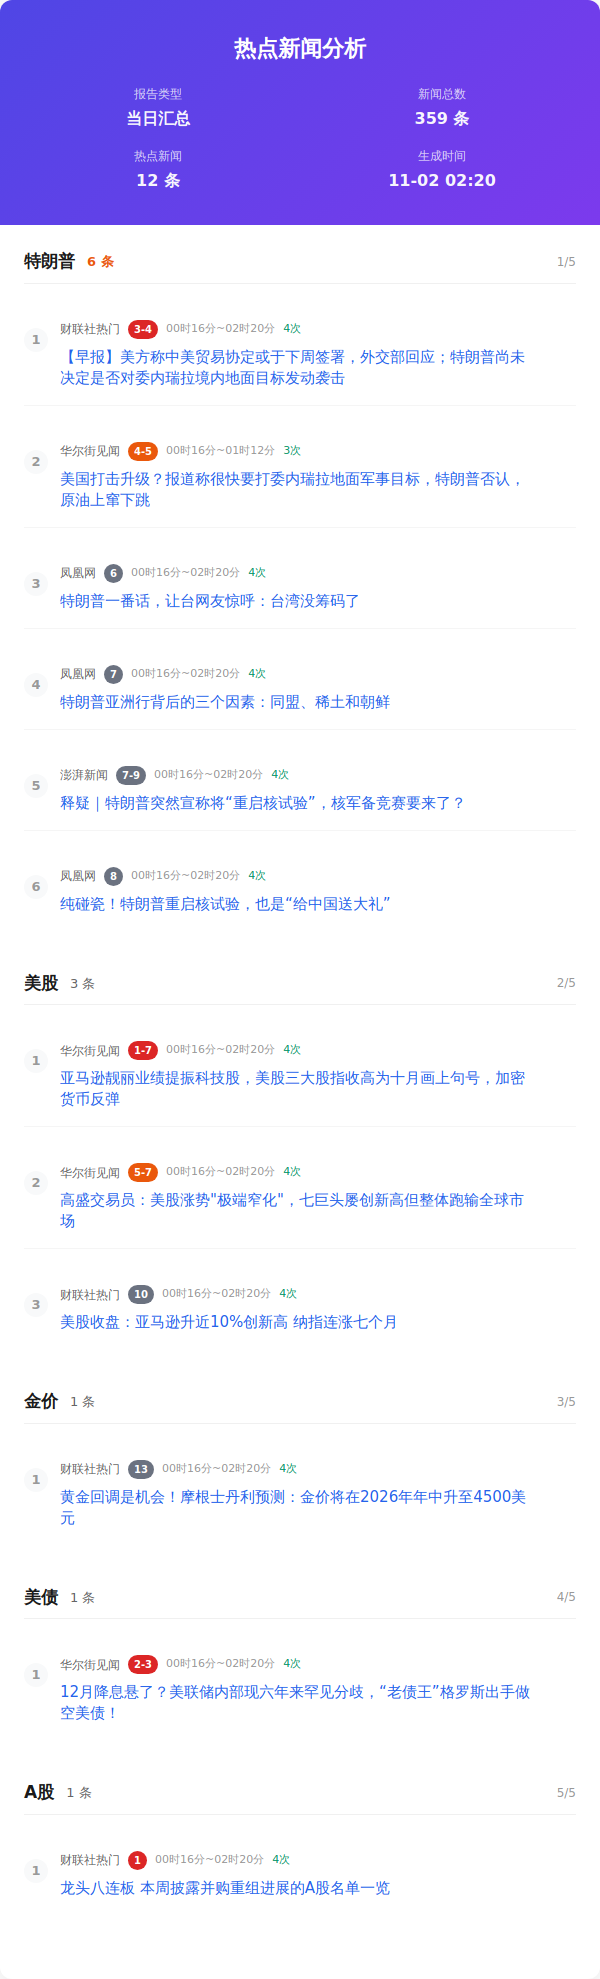 热点新闻分析
报告类型
新闻总数
当日汇总
359 条
热点新闻
生成时间
12 条
11-02 02:20
特朗普 6 条 1/5
1
财联社热门 3-4 00时16分~02时20分 4次
【早报】美方称中美贸易协定或于下周签署，外交部回应；特朗普尚未
决定是否对委内瑞拉境内地面目标发动袭击
2
华尔街见闻 4-5 00时16分~01时12分 3次
美国打击升级？报道称很快要打委内瑞拉地面军事目标，特朗普否认，
原油上窜下跳
3
凤凰网 6 00时16分~02时20分 4次
特朗普一番话，让台网友惊呼：台湾没筹码了
4
凤凰网 7 00时16分~02时20分 4次
特朗普亚洲行背后的三个因素：同盟、稀土和朝鲜
5
澎湃新闻 7-9 00时16分~02时20分 4次
释疑｜特朗普突然宣称将“重启核试验”，核军备竞赛要来了？
6
凤凰网 8 00时16分~02时20分 4次
纯碰瓷！特朗普重启核试验，也是“给中国送大礼”
美股 3 条 2/5
1
华尔街见闻 1-7 00时16分~02时20分 4次
亚马逊靓丽业绩提振科技股，美股三大股指收高为十月画上句号，加密
货币反弹
2
华尔街见闻 5-7 00时16分~02时20分 4次
高盛交易员：美股涨势"极端窄化"，七巨头屡创新高但整体跑输全球市
场
3
财联社热门 10 00时16分~02时20分 4次
美股收盘：亚马逊升近10%创新高 纳指连涨七个月
金价 1 条 3/5
1
财联社热门 13 00时16分~02时20分 4次
黄金回调是机会！摩根士丹利预测：金价将在2026年年中升至4500美
元
美债 1 条 4/5
1
华尔街见闻 2-3 00时16分~02时20分 4次
12月降息悬了？美联储内部现六年来罕见分歧，“老债王”格罗斯出手做
空美债！
A股 1 条 5/5
1
财联社热门 1 00时16分~02时20分 4次
龙头八连板 本周披露并购重组进展的A股名单一览